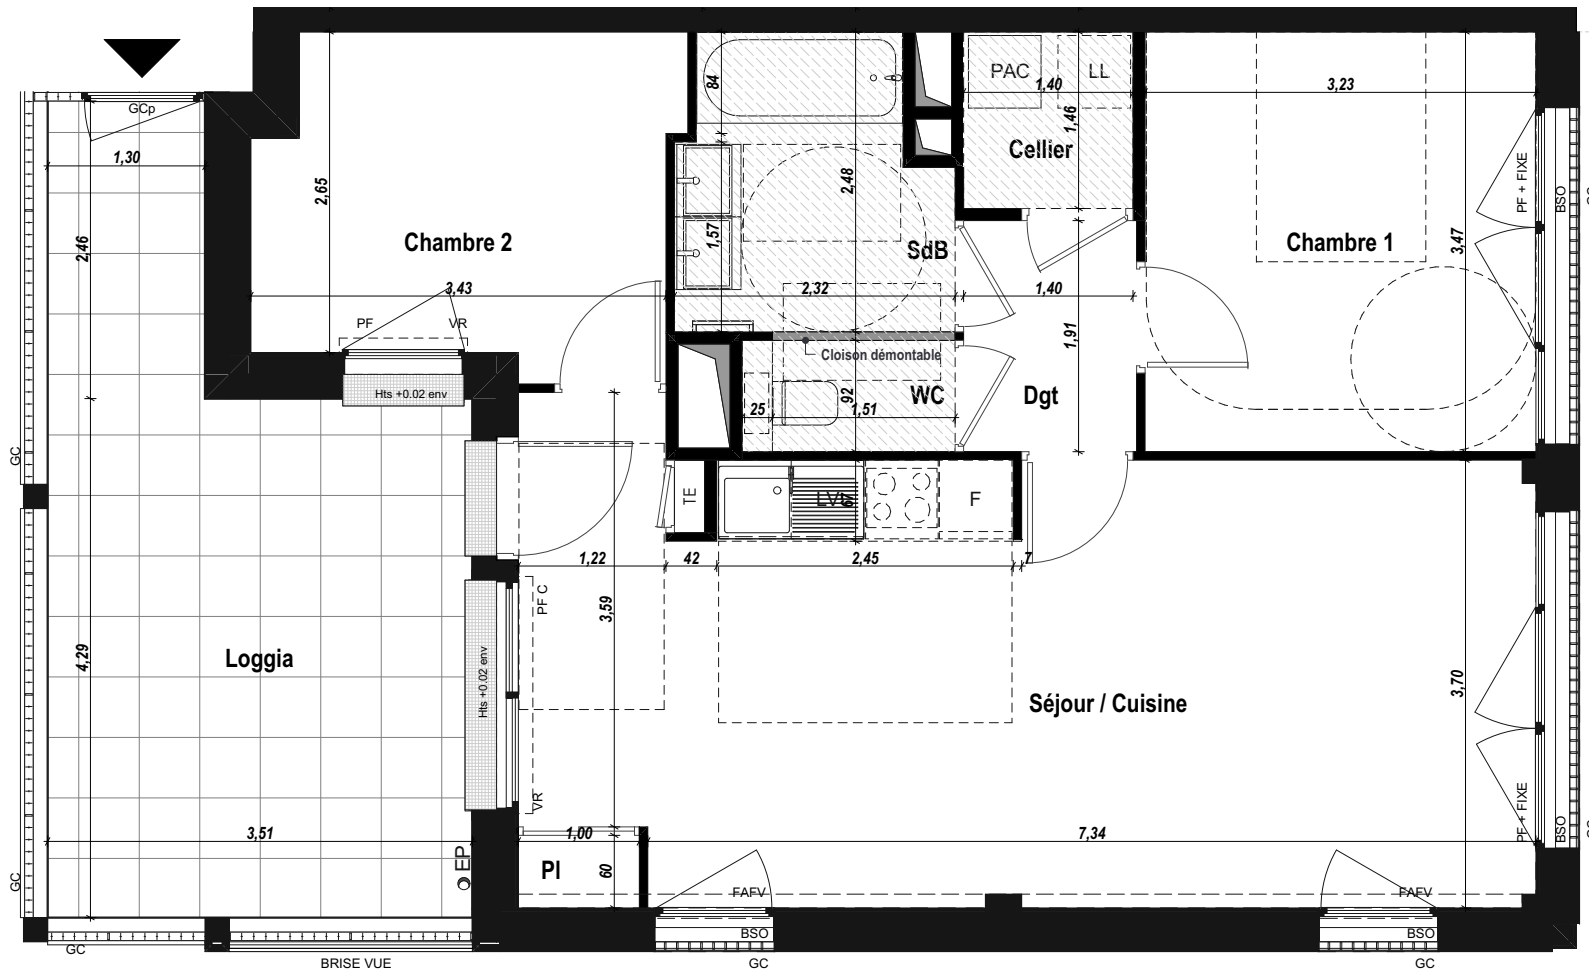 GCp
1,30
2,46
2,65
Chambre 2
3,43
PF
VR
Hts +0.02 env
84
2,48
1,57
SdB
2,32
Cloison démontable
PAC
LL
1,40
1,46
Cellier
3,23
PF + FIXE
BSO
Chambre 1
3,47
1,40
1,91
92
WC
25
1,51
Dgt
GC
TE
LV
67
F
1,22
42
2,45
7
PF C
3,59
Hts +0.02 env
Loggia
4,29
Séjour / Cuisine
3,70
VR
PF + FIXE
BSO
3,51
1,00
7,34
EP
Pl
60
GC
FAFV
FAFV
BSO
BSO
GC
BRISE VUE
GC
GC